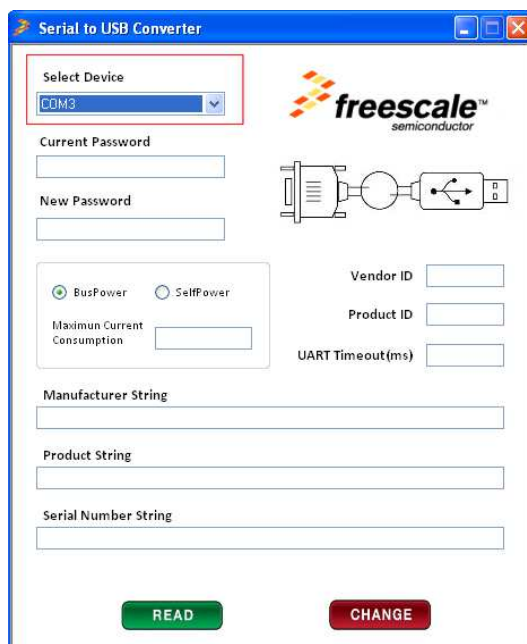 Serial to USB Converter
Select Device
COM3
freescale™
semiconductor
Current Password
New Password
BusPower SelfPower
Maximun Current
Consumption
Vendor ID
Product ID
UART Timeout(ms)
Manufacturer String
Product String
Serial Number String
READ CHANGE